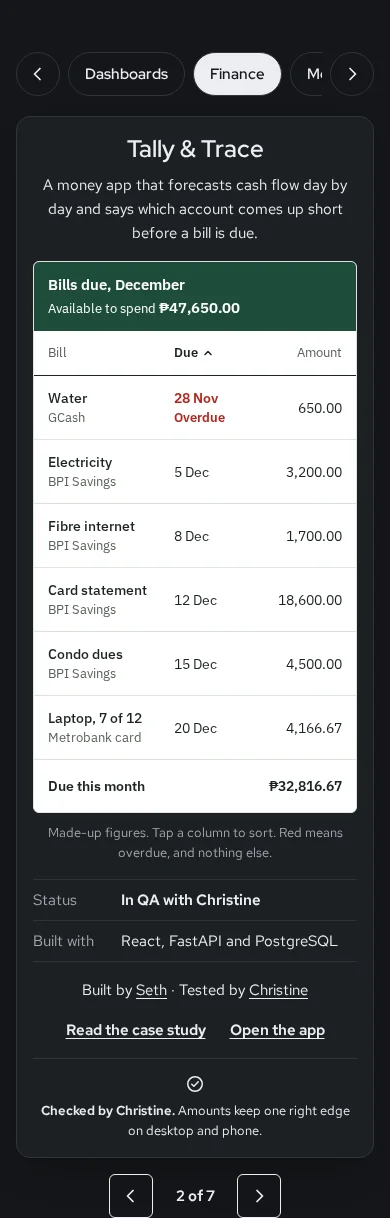 Dashboards
Finance
Tally & Trace
A money app that forecasts cash flow day by
day and says which account comes up short
before a bill is due.
Bills due, December
Available to spend ₱47,650.00
Bill Due Amount
Water 28 Nov 650.00
GCash Overdue
Electricity 5 Dec 3,200.00
BPI Savings
Fibre internet 8 Dec 1,700.00
BPI Savings
Card statement 12 Dec 18,600.00
BPI Savings
Condo dues 15 Dec 4,500.00
BPI Savings
Laptop, 7 of 12 20 Dec 4,166.67
Metrobank card
Due this month ₱32,816.67
Made-up figures. Tap a column to sort. Red means
overdue, and nothing else.
Status In QA with Christine
Built with React, FastAPI and PostgreSQL
Built by Seth · Tested by Christine
Read the case study Open the app
Checked by Christine. Amounts keep one right edge
on desktop and phone.
2 of 7